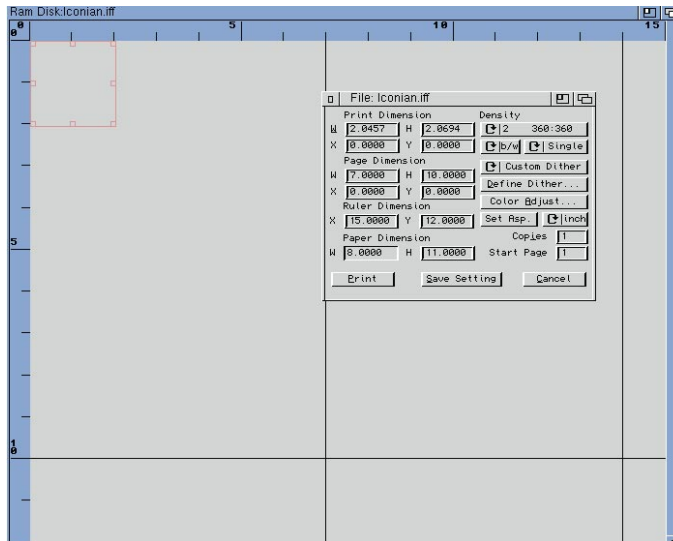 Ram Disk:Iconian.iff
0 5 10 15
0
5
10
File: Iconian.iff
Print Dimension Density
W 2.0457 H 2.0694 2 360:360
X 0.0000 Y 0.0000 b/w Single
Page Dimension Custom Dither
W 7.0000 H 10.0000 Define Dither...
X 0.0000 Y 0.0000 Color Adjust...
Ruler Dimension
X 15.0000 Y 12.0000 Set Asp. inch
Paper Dimension Copies 1
W 8.0000 H 11.0000 Start Page 1
Print Save Setting Cancel